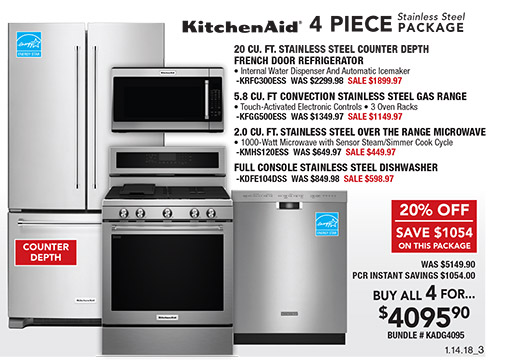 KitchenAid® 4 PIECE Stainless Steel PACKAGE
20 CU. FT. STAINLESS STEEL COUNTER DEPTH
FRENCH DOOR REFRIGERATOR
• Internal Water Dispenser And Automatic Icemaker
-KRFC300ESS WAS $2299.98 SALE $1899.97
5.8 CU. FT CONVECTION STAINLESS STEEL GAS RANGE
• Touch-Activated Electronic Controls • 3 Oven Racks
-KFGG500ESS WAS $1349.97 SALE $1149.97
2.0 CU. FT. STAINLESS STEEL OVER THE RANGE MICROWAVE
• 1000-Watt Microwave with Sensor Steam/Simmer Cook Cycle
-KMHS120ESS WAS $649.97 SALE $449.97
FULL CONSOLE STAINLESS STEEL DISHWASHER
-KDFE104DSS WAS $849.98 SALE $598.97
ENERGY STAR
KitchenAid
COUNTER
DEPTH
KitchenAid
ENERGY STAR
20% OFF
SAVE $1054
ON THIS PACKAGE
WAS $5149.90
PCR INSTANT SAVINGS $1054.00
BUY ALL 4 FOR...
$4095.90
BUNDLE # KADG4095
1.14.18_3